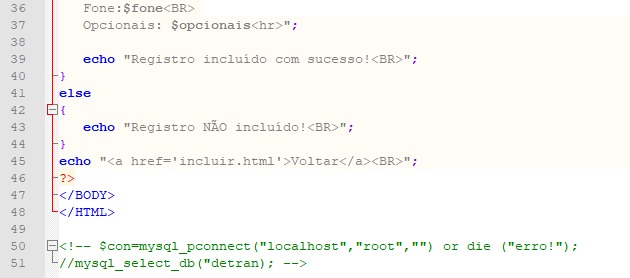 36 Fone:$fone<BR>
37 Opcionais: $opcionais<hr>";
38
39 echo "Registro incluído com sucesso!<BR>";
40 }
41 else
42 {
43 echo "Registro NÃO incluído!<BR>";
44 }
45 echo "<a href='incluir.html'>Voltar</a><BR>";
46 ?>
47 </BODY>
48 </HTML>
49
50 <!-- $con=mysql_pconnect("localhost","root","") or die ("erro!");
51 //mysql_select_db("detran); -->